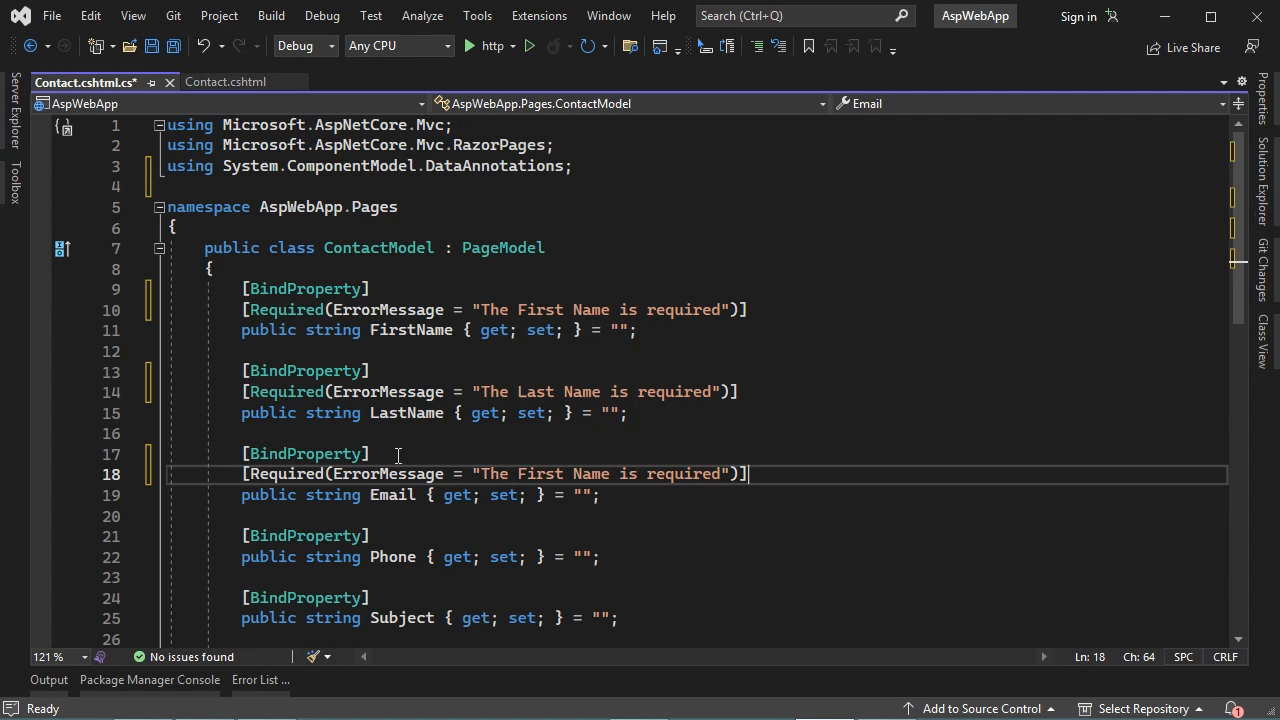 File Edit View Git Project Build Debug Test Analyze Tools Extensions Window Help Search (Ctrl+Q) AspWebApp Sign in
Debug Any CPU http Live Share
Contact.cshtml.cs* Contact.cshtml
AspWebApp AspWebApp.Pages.ContactModel Email
Server Explorer
Toolbox
1 using Microsoft.AspNetCore.Mvc;
2 using Microsoft.AspNetCore.Mvc.RazorPages;
3 using System.ComponentModel.DataAnnotations;
4
5 namespace AspWebApp.Pages
6 {
7 public class ContactModel : PageModel
8 {
9 [BindProperty]
10 [Required(ErrorMessage = "The First Name is required")]
11 public string FirstName { get; set; } = "";
12
13 [BindProperty]
14 [Required(ErrorMessage = "The Last Name is required")]
15 public string LastName { get; set; } = "";
16
17 [BindProperty]
18 [Required(ErrorMessage = "The First Name is required")]
19 public string Email { get; set; } = "";
20
21 [BindProperty]
22 public string Phone { get; set; } = "";
23
24 [BindProperty]
25 public string Subject { get; set; } = "";
26
Properties
Solution Explorer
Git Changes
Class View
121 % No issues found Ln: 18 Ch: 64 SPC CRLF
Output Package Manager Console Error List ...
Ready Add to Source Control Select Repository 1